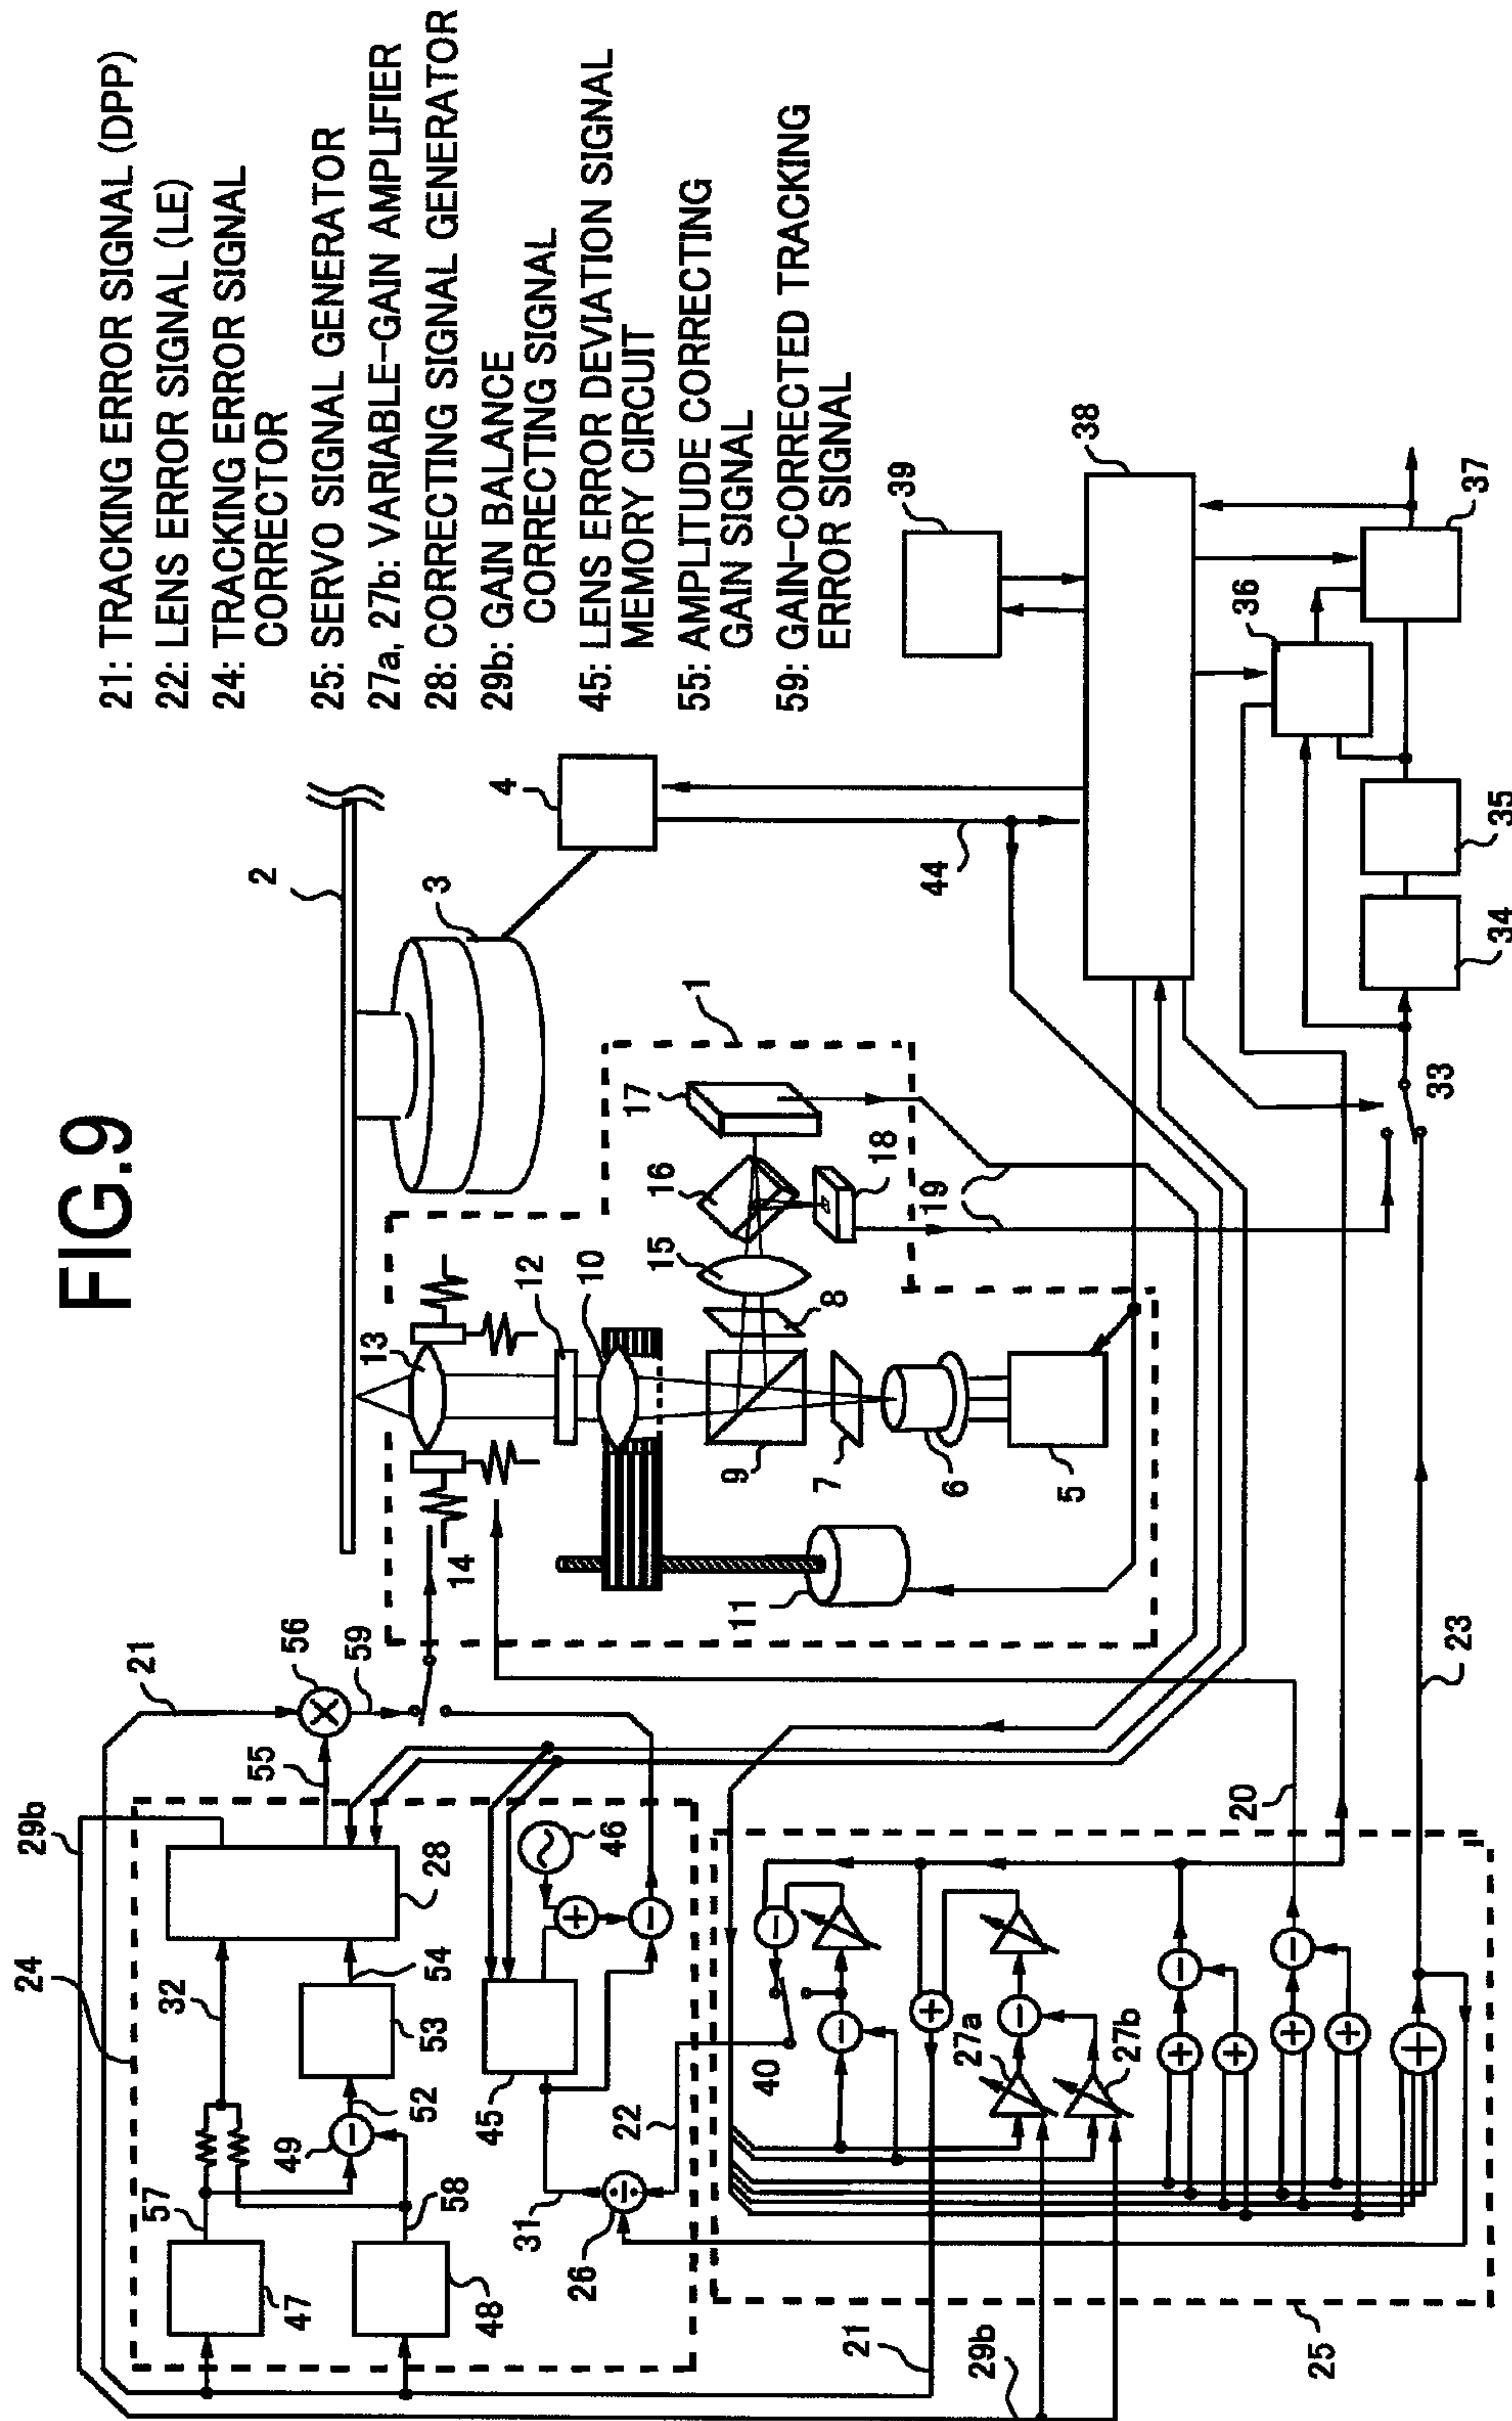 FIG.9
21: TRACKING ERROR SIGNAL (DPP)
22: LENS ERROR SIGNAL (LE)
24: TRACKING ERROR SIGNAL
CORRECTOR
25: SERVO SIGNAL GENERATOR
27a, 27b: VARIABLE-GAIN AMPLIFIER
28: CORRECTING SIGNAL GENERATOR
29b: GAIN BALANCE
CORRECTING SIGNAL
45: LENS ERROR DEVIATION SIGNAL
MEMORY CIRCUIT
55: AMPLITUDE CORRECTING
GAIN SIGNAL
59: GAIN-CORRECTED TRACKING
ERROR SIGNAL
29b
21
24
55
56
59
32
28
54
53
52
49
57
58
47
48
46
45
31
26
22
21
29b
40
27a
27b
25
20
23
2
3
4
13
14
12
10
11
15
16
17
18
19
1
8
9
7
6
5
44
39
38
36
37
35
34
33